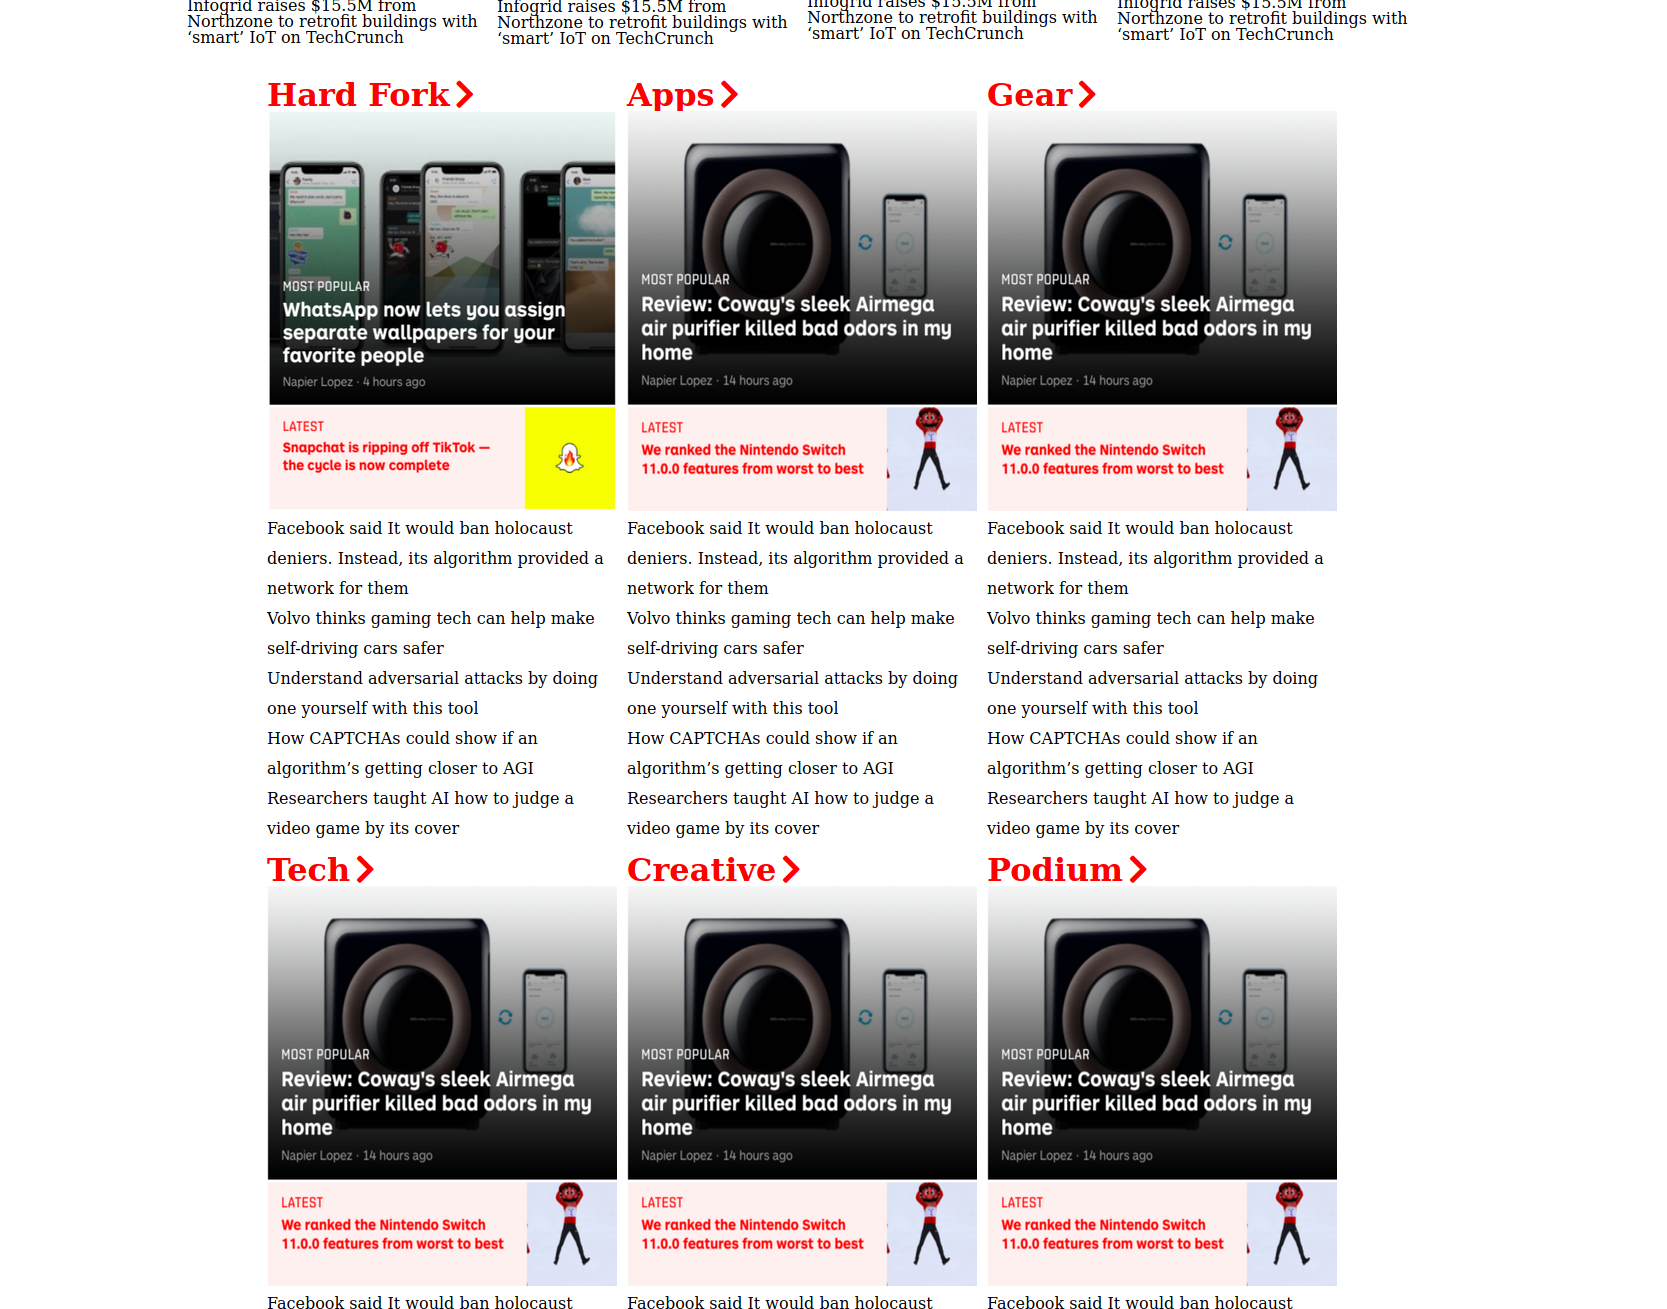 Infogrid raises $15.5M from
Northzone to retrofit buildings with
‘smart’ IoT on TechCrunch
Infogrid raises $15.5M from
Northzone to retrofit buildings with
‘smart’ IoT on TechCrunch
Infogrid raises $15.5M from
Northzone to retrofit buildings with
‘smart’ IoT on TechCrunch
Infogrid raises $15.5M from
Northzone to retrofit buildings with
‘smart’ IoT on TechCrunch
Hard Fork
MOST POPULAR
WhatsApp now lets you assign
separate wallpapers for your
favorite people
Napier Lopez · 4 hours ago
LATEST
Snapchat is ripping off TikTok —
the cycle is now complete
Facebook said It would ban holocaust
deniers. Instead, its algorithm provided a
network for them
Volvo thinks gaming tech can help make
self-driving cars safer
Understand adversarial attacks by doing
one yourself with this tool
How CAPTCHAs could show if an
algorithm’s getting closer to AGI
Researchers taught AI how to judge a
video game by its cover
Apps
MOST POPULAR
Review: Coway's sleek Airmega
air purifier killed bad odors in my
home
Napier Lopez · 14 hours ago
LATEST
We ranked the Nintendo Switch
11.0.0 features from worst to best
Facebook said It would ban holocaust
deniers. Instead, its algorithm provided a
network for them
Volvo thinks gaming tech can help make
self-driving cars safer
Understand adversarial attacks by doing
one yourself with this tool
How CAPTCHAs could show if an
algorithm’s getting closer to AGI
Researchers taught AI how to judge a
video game by its cover
Gear
MOST POPULAR
Review: Coway's sleek Airmega
air purifier killed bad odors in my
home
Napier Lopez · 14 hours ago
LATEST
We ranked the Nintendo Switch
11.0.0 features from worst to best
Facebook said It would ban holocaust
deniers. Instead, its algorithm provided a
network for them
Volvo thinks gaming tech can help make
self-driving cars safer
Understand adversarial attacks by doing
one yourself with this tool
How CAPTCHAs could show if an
algorithm’s getting closer to AGI
Researchers taught AI how to judge a
video game by its cover
Tech
MOST POPULAR
Review: Coway's sleek Airmega
air purifier killed bad odors in my
home
Napier Lopez · 14 hours ago
LATEST
We ranked the Nintendo Switch
11.0.0 features from worst to best
Facebook said It would ban holocaust
Creative
MOST POPULAR
Review: Coway's sleek Airmega
air purifier killed bad odors in my
home
Napier Lopez · 14 hours ago
LATEST
We ranked the Nintendo Switch
11.0.0 features from worst to best
Facebook said It would ban holocaust
Podium
MOST POPULAR
Review: Coway's sleek Airmega
air purifier killed bad odors in my
home
Napier Lopez · 14 hours ago
LATEST
We ranked the Nintendo Switch
11.0.0 features from worst to best
Facebook said It would ban holocaust